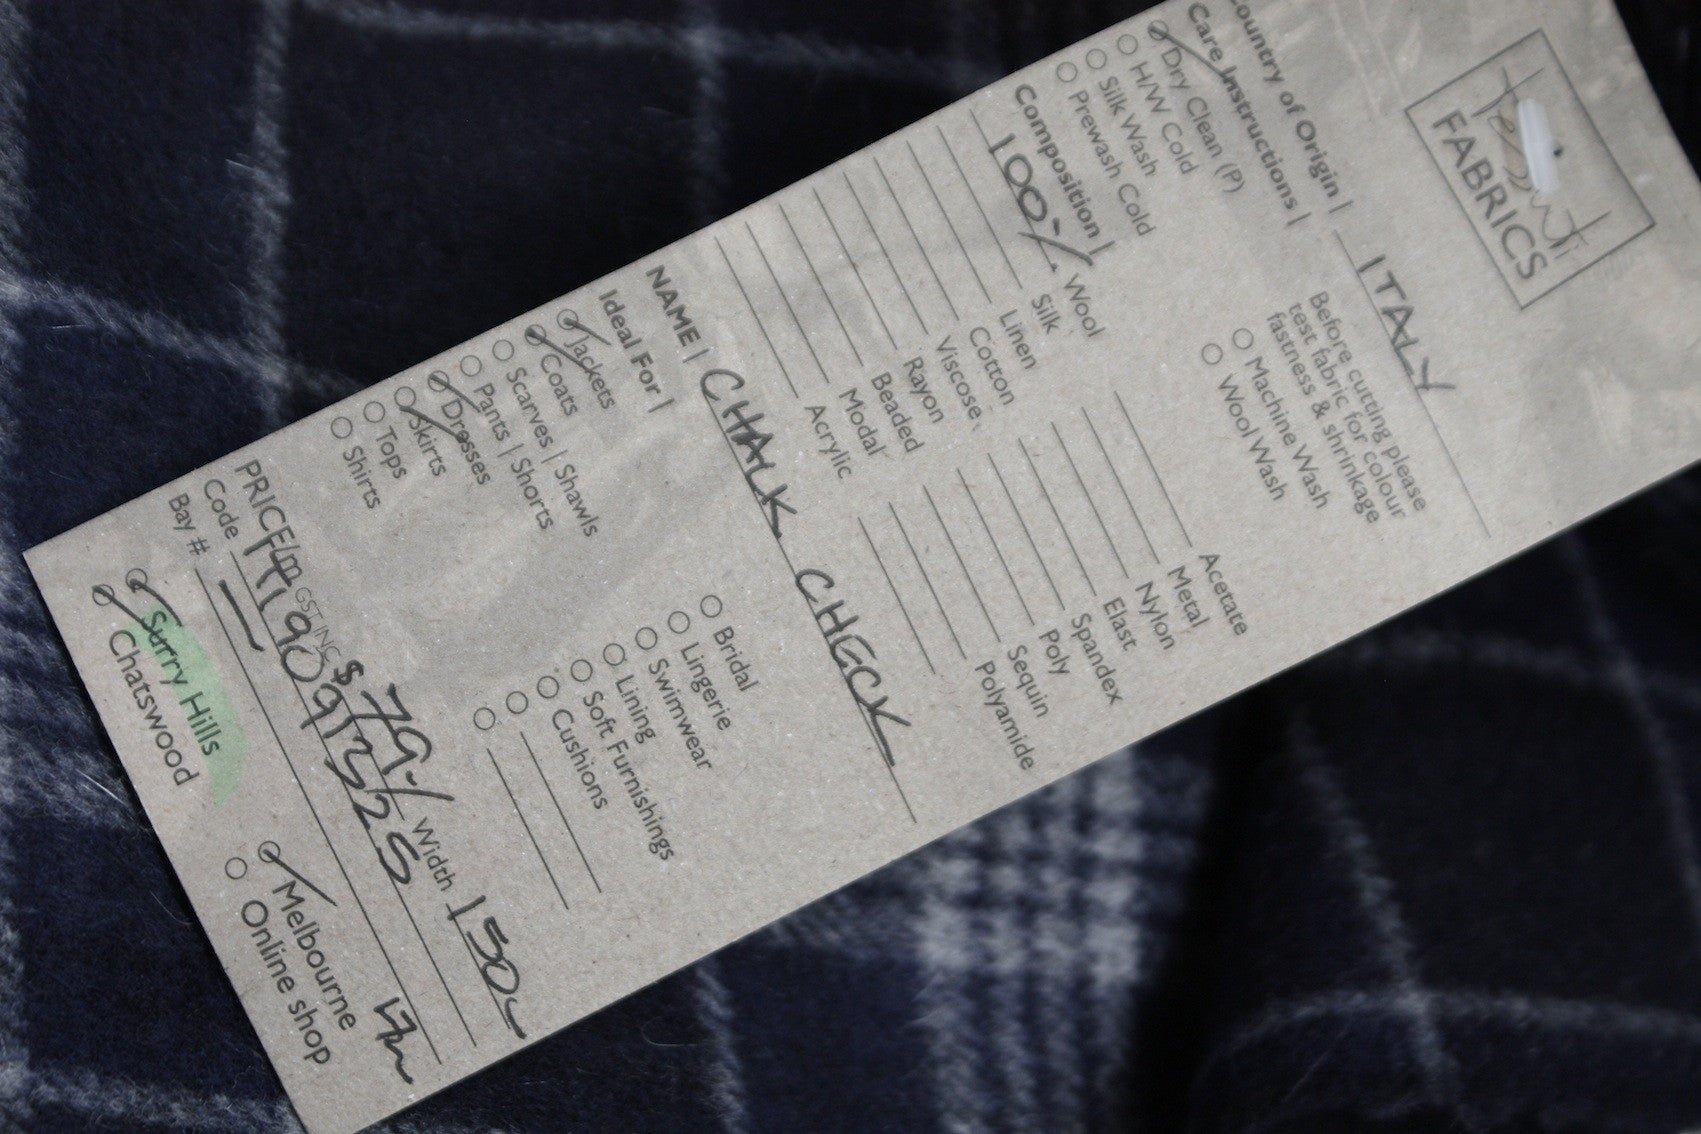 Tessuti
FABRICS
Country of Origin | ITALY
Care Instructions |
Dry Clean (P)
H/W Cold
Silk Wash
Prewash Cold
Before cutting please
test fabric for colour
fastness & shrinkage
Machine Wash
Wool Wash
Composition |
100% Wool
Silk
Linen
Cotton
Viscose
Rayon
Beaded
Modal
Acrylic
Acetate
Metal
Nylon
Elast
Spandex
Poly
Sequin
Polyamide
NAME | CHALK CHECK
Ideal For |
Jackets
Coats
Scarves | Shawls
Pants | Shorts
Dresses
Skirts
Tops
Shirts
Bridal
Lingerie
Swimwear
Lining
Soft Furnishings
Cushions
PRICE/m GST INC $ 79./ Width 150
Code
Bay #
Surry Hills
Chatswood
Melbourne
Online shop